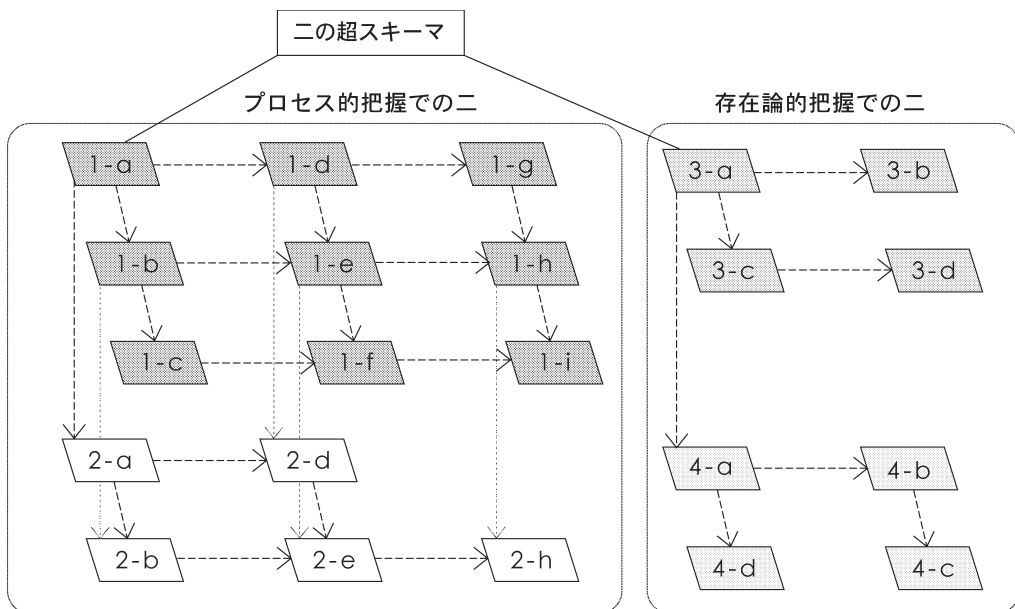 二の超スキーマ
プロセス的把握での二
存在論的把握での二
1-a
1-d
1-g
3-a
3-b
1-b
1-e
1-h
3-c
3-d
1-c
1-f
1-i
2-a
2-d
4-a
4-b
2-b
2-e
2-h
4-d
4-c